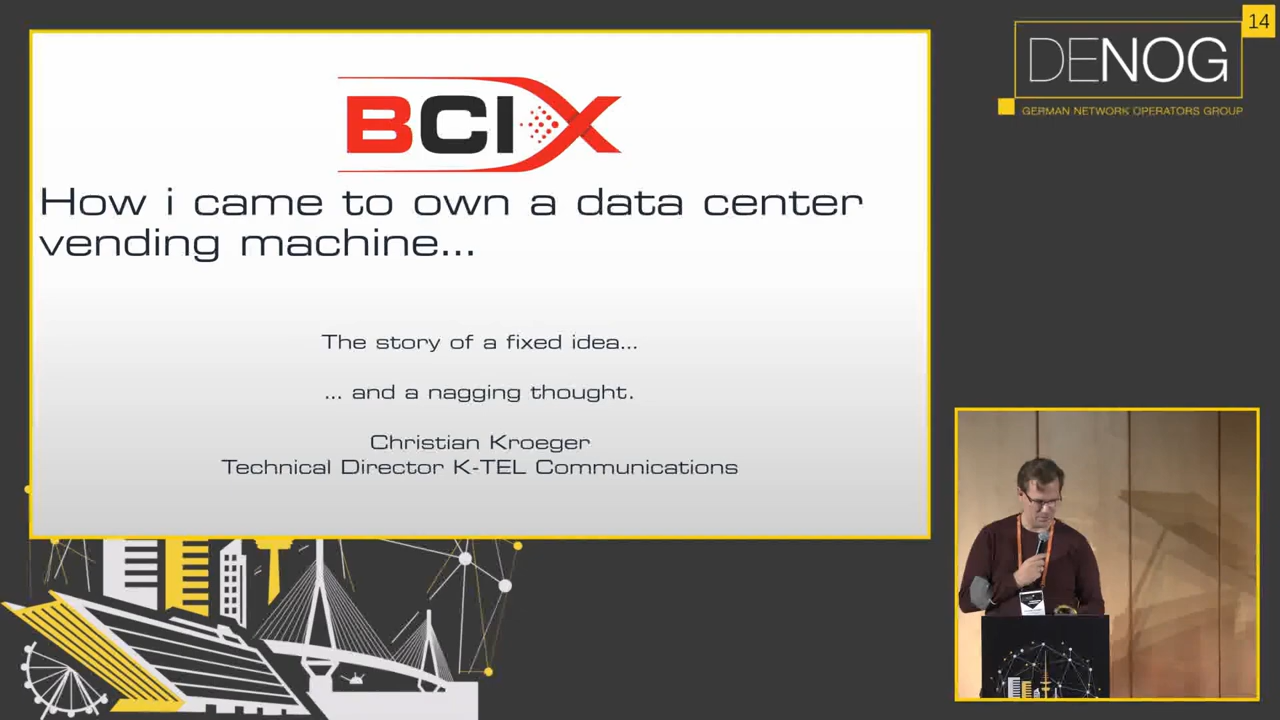 14
DENOG
GERMAN NETWORK OPERATORS GROUP
BCIX
How i came to own a data center
vending machine...
The story of a fixed idea...
... and a nagging thought.
Christian Kroeger
Technical Director K-TEL Communications